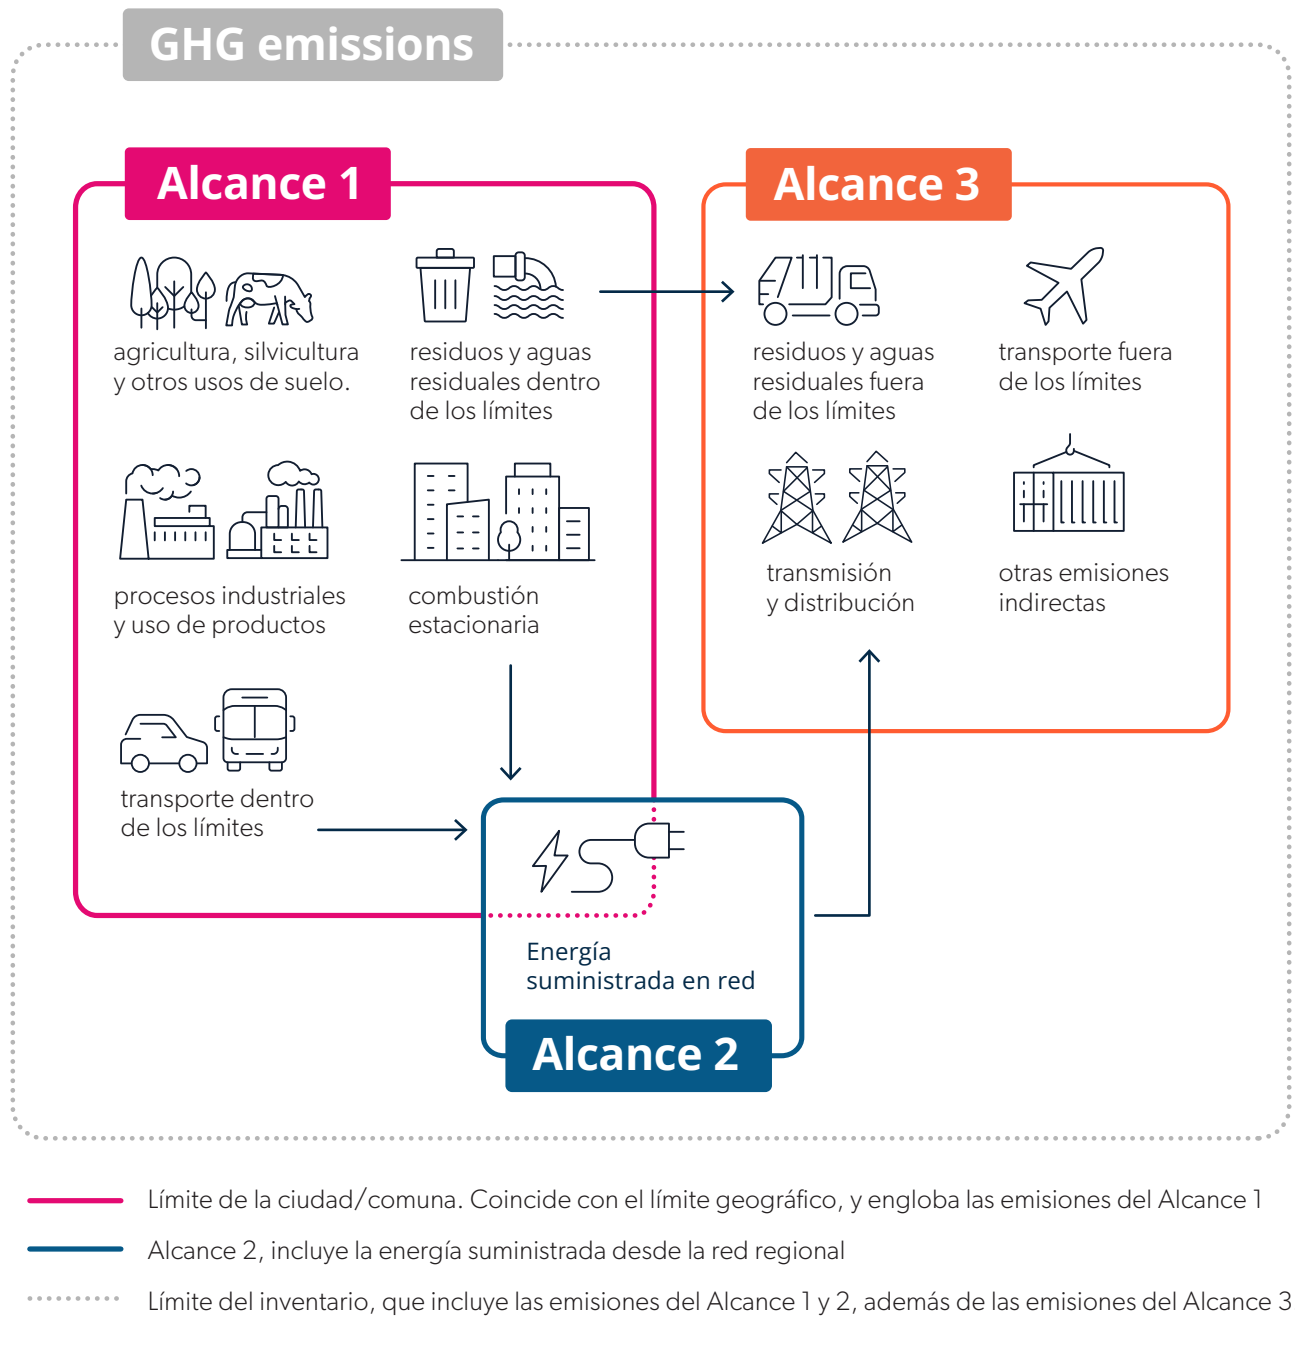 GHG emissions
Alcance 1
agricultura, silvicultura
y otros usos de suelo.
residuos y aguas
residuales dentro
de los límites
procesos industriales
y uso de productos
combustión
estacionaria
transporte dentro
de los límites
Alcance 3
residuos y aguas
residuales fuera
de los límites
transporte fuera
de los límites
transmisión
y distribución
otras emisiones
indirectas
Energía
suministrada en red
Alcance 2
Límite de la ciudad/comuna. Coincide con el límite geográfico, y engloba las emisiones del Alcance 1
Alcance 2, incluye la energía suministrada desde la red regional
Límite del inventario, que incluye las emisiones del Alcance 1 y 2, además de las emisiones del Alcance 3